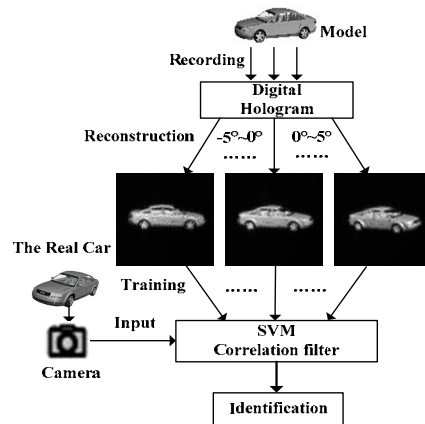 Model
Recording
Digital
Hologram
Reconstruction
-5°~0°
0°~5°
……
……
The Real Car
Training
……
……
Input
SVM
Correlation filter
Camera
Identification